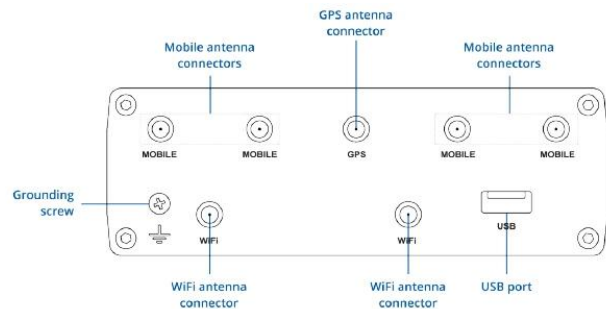 GPS antenna
connector
Mobile antenna
connectors
Mobile antenna
connectors
MOBILE
MOBILE
GPS
MOBILE
MOBILE
Grounding
screw
WiFi
WiFi
USB
WiFi antenna
connector
WiFi antenna
connector
USB port